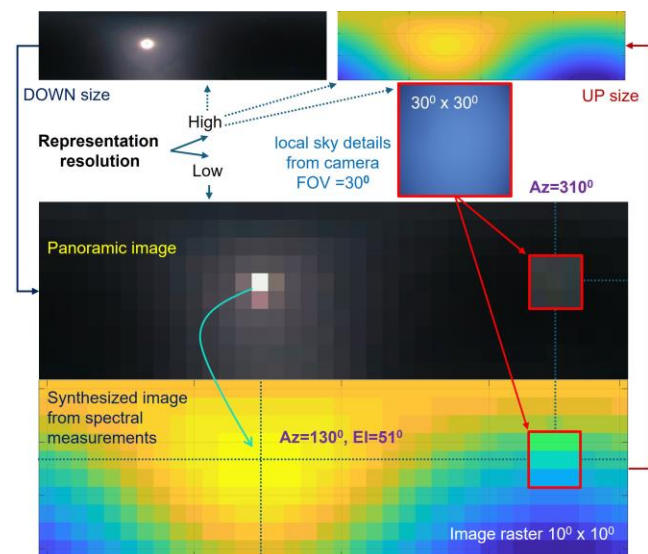 DOWN size
UP size
High
30⁰ x 30⁰
Representation
resolution
local sky details
from camera
FOV =30⁰
Low
Az=310⁰
Panoramic image
Synthesized image
from spectral
measurements
Az=130⁰, El=51⁰
Image raster 10⁰ x 10⁰